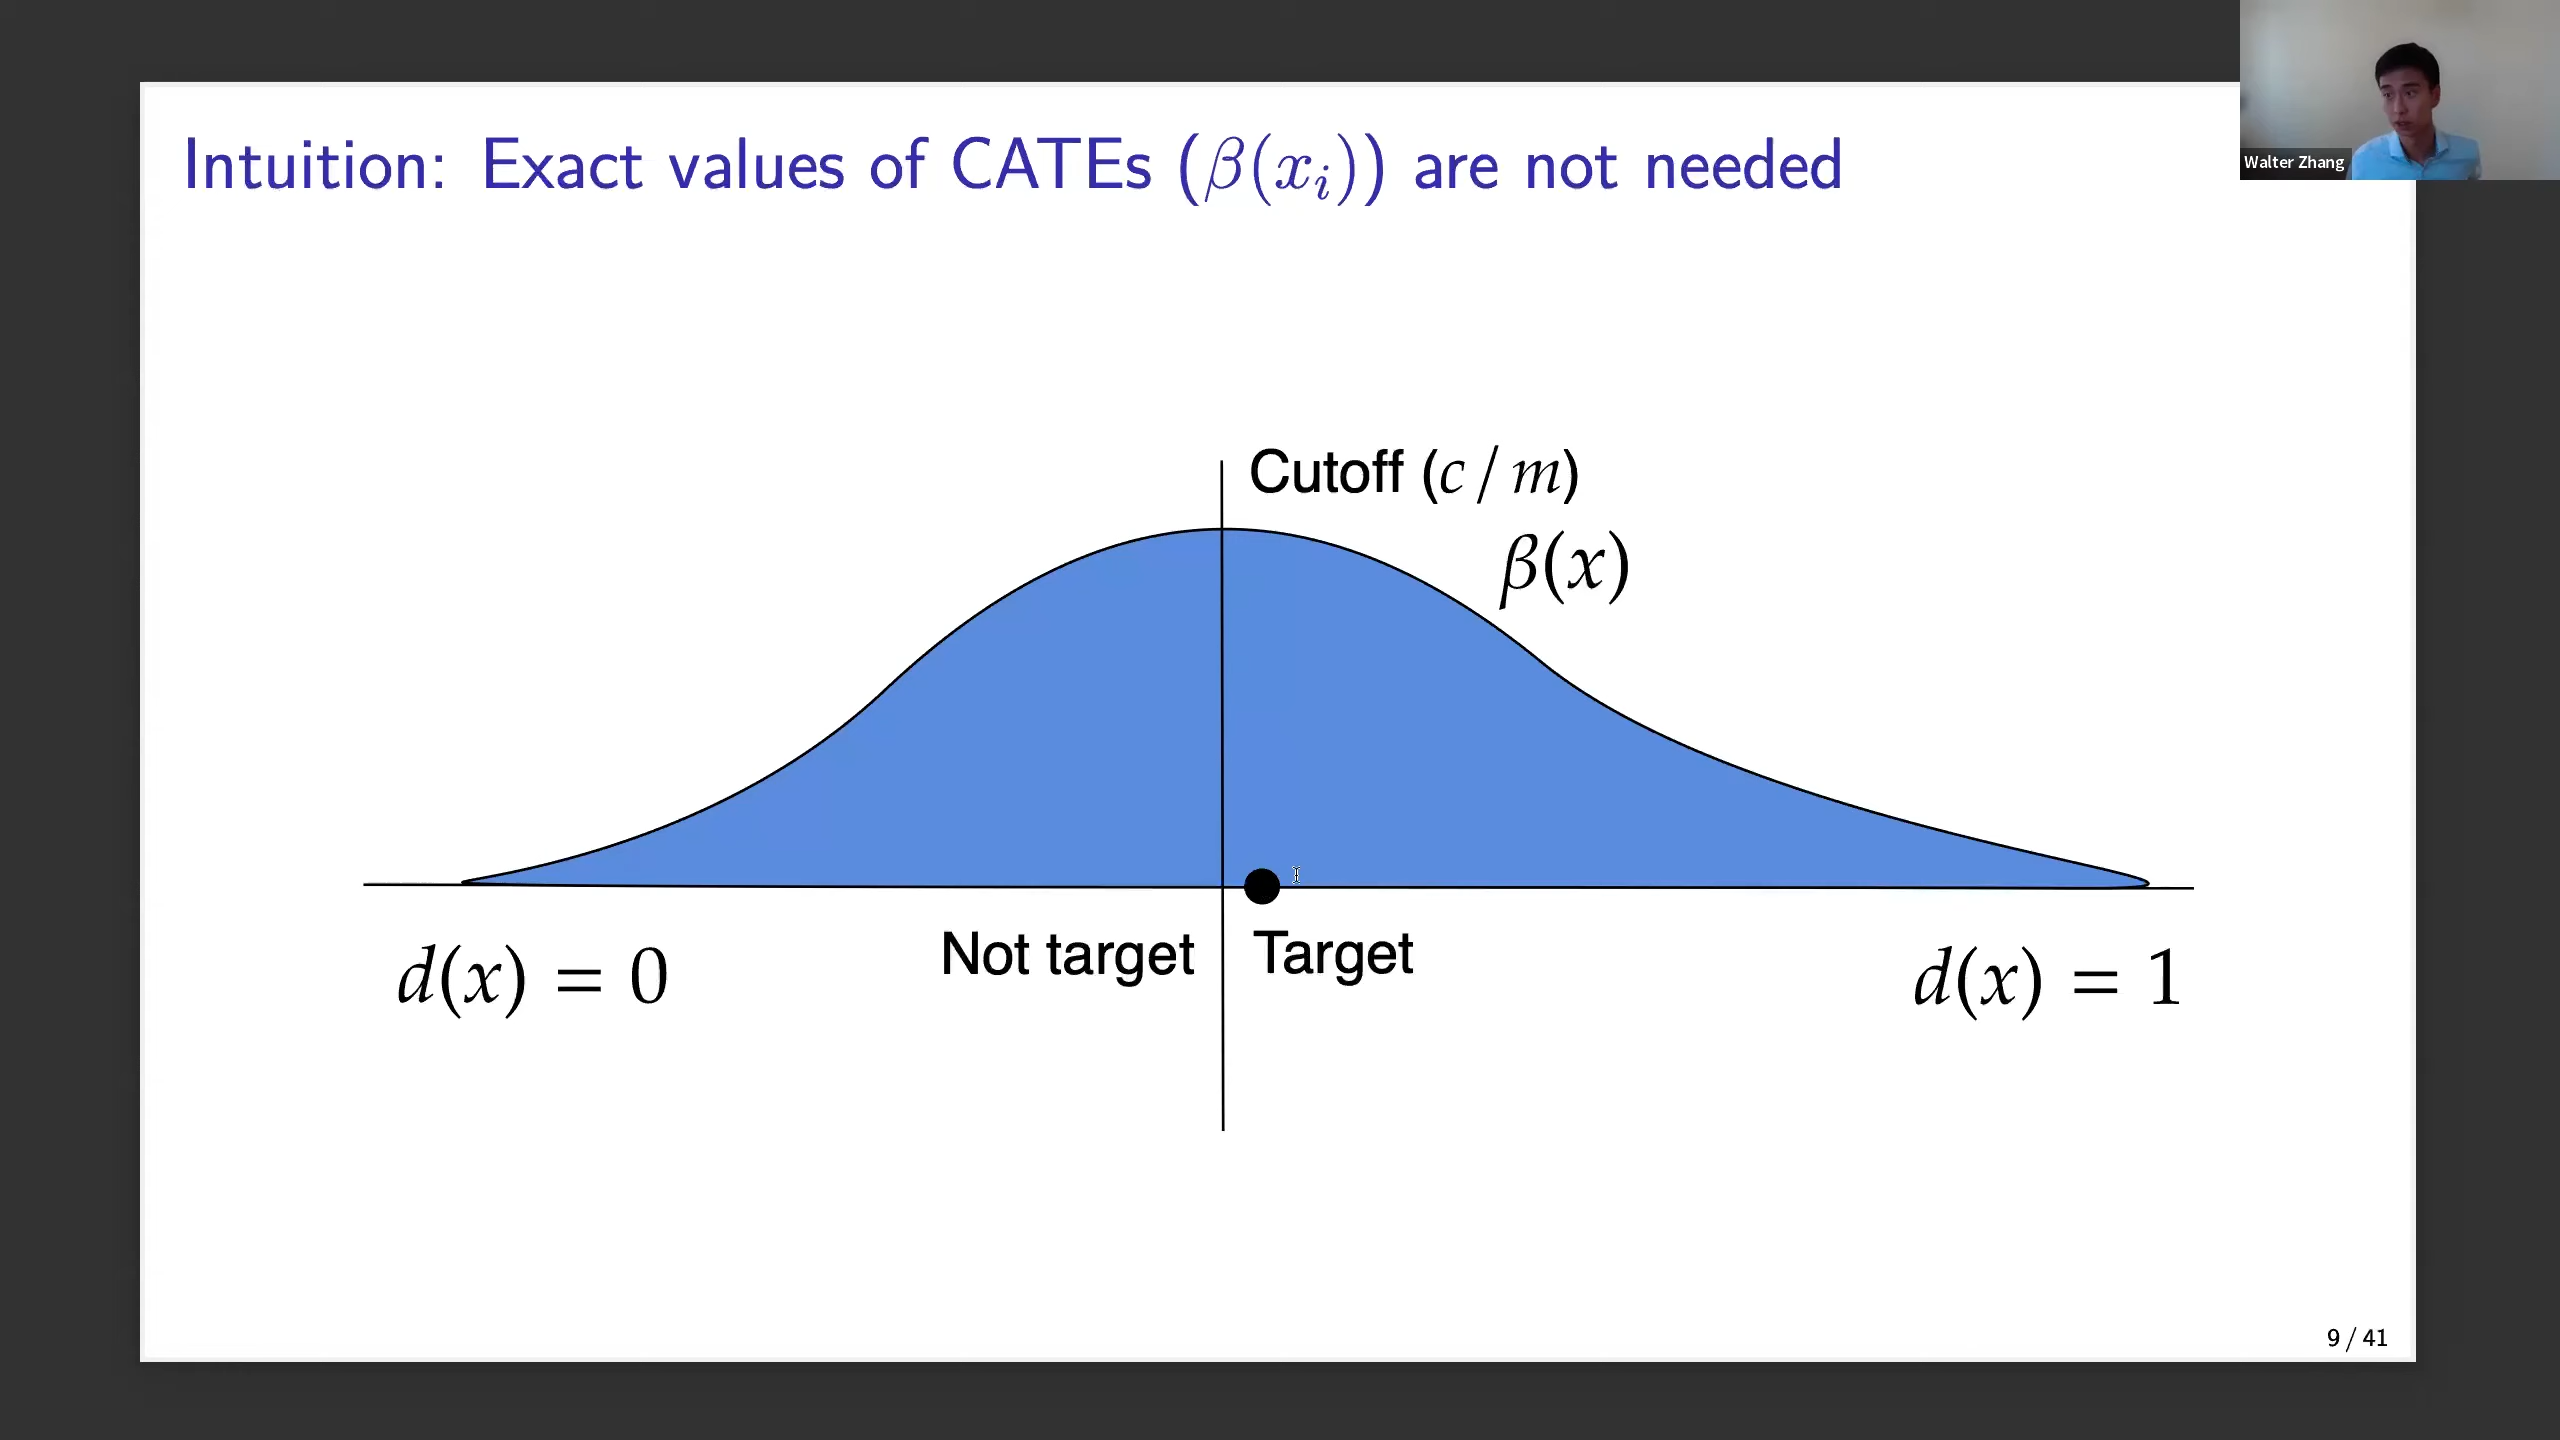 Intuition: Exact values of CATEs (β(xᵢ)) are not needed
Walter Zhang
Cutoff (c / m)
β(x)
Not target
Target
d(x) = 0
d(x) = 1
9 / 41